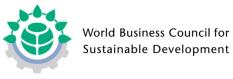 World Business Council for
Sustainable Development